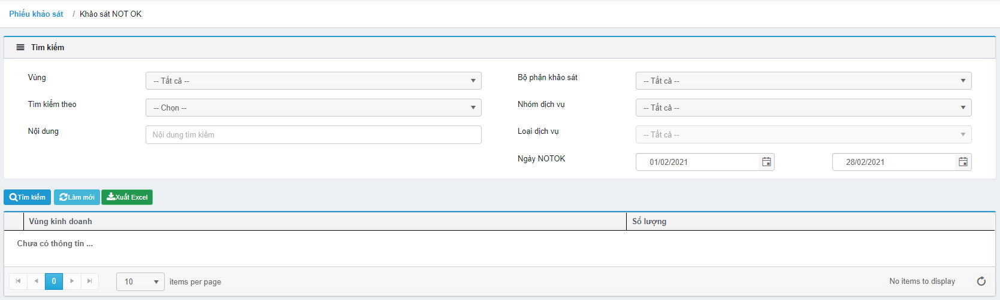 Phiếu khảo sát / Khảo sát NOT OK
Tìm kiếm
Vùng -- Tất cả -- Bộ phận khảo sát -- Tất cả --
Tìm kiếm theo -- Chọn -- Nhóm dịch vụ -- Tất cả --
Nội dung Nội dung tìm kiếm Loại dịch vụ -- Tất cả --
Ngày NOTOK 01/02/2021 28/02/2021
Tìm kiếm Làm mới Xuất Excel
Vùng kinh doanh Số lượng
Chưa có thông tin ...
0 10 items per page No items to display